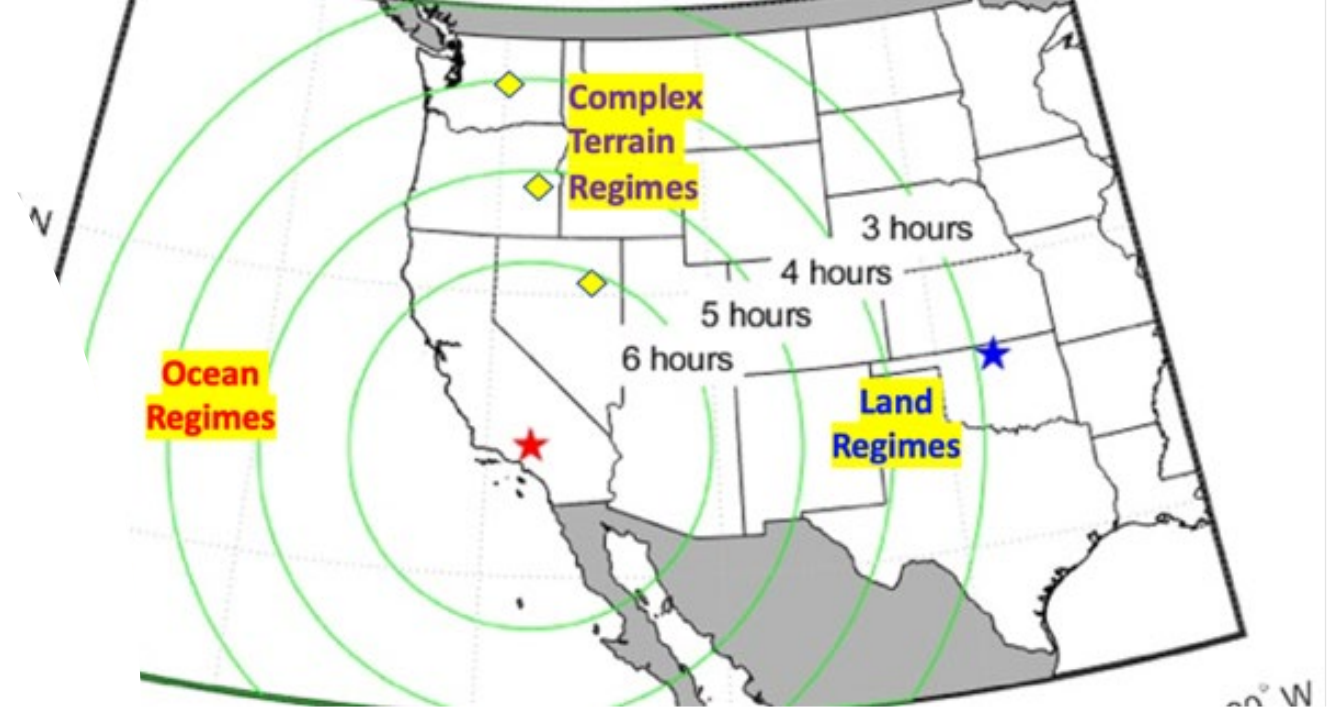 Complex
Terrain
Regimes
W
3 hours
4 hours
5 hours
6 hours
Ocean
Regimes
Land
Regimes
° W